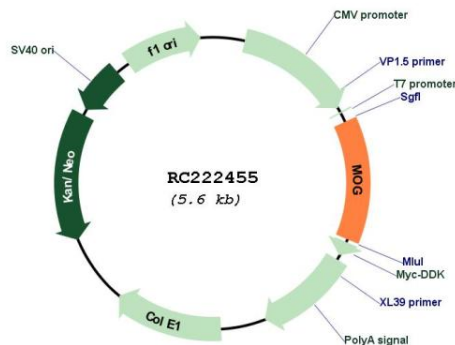 CMV promoter
VP1.5 primer
T7 promoter
SgfI
MOG
MluI
Myc-DDK
XL39 primer
PolyA signal
Col E1
Kan/Neo
SV40 ori
f1 ori
RC222455
(5.6 kb)